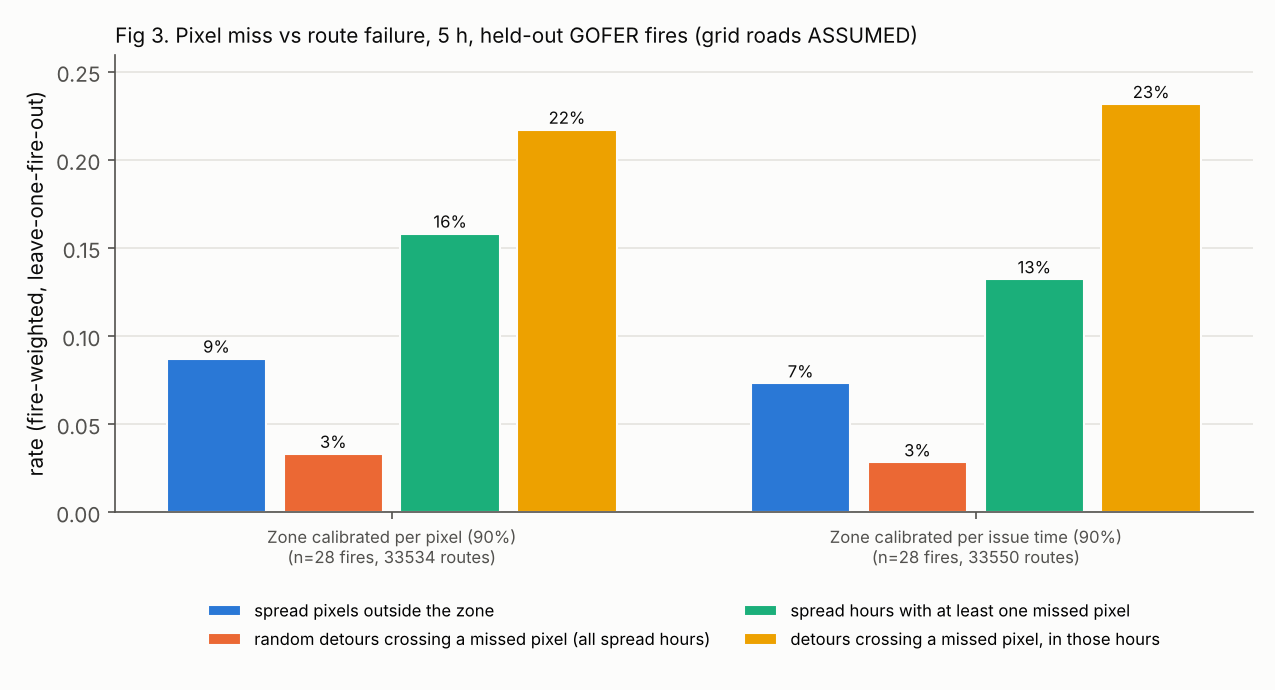 Fig 3. Pixel miss vs route failure, 5 h, held-out GOFER fires (grid roads ASSUMED)
rate (fire-weighted, leave-one-fire-out)
0.25
0.20
0.15
0.10
0.05
0.00
9%
3%
16%
22%
7%
3%
13%
23%
Zone calibrated per pixel (90%)
(n=28 fires, 33534 routes)
Zone calibrated per issue time (90%)
(n=28 fires, 33550 routes)
spread pixels outside the zone
random detours crossing a missed pixel (all spread hours)
spread hours with at least one missed pixel
detours crossing a missed pixel, in those hours